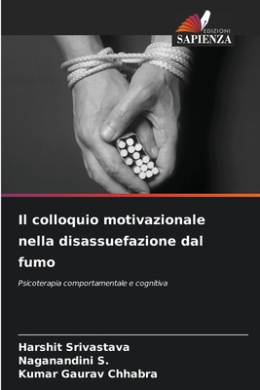 EDIZIONI
SAPIENZA
Il colloquio motivazionale
nella disassuefazione dal
fumo
Psicoterapia comportamentale e cognitiva
Harshit Srivastava
Naganandini S.
Kumar Gaurav Chhabra